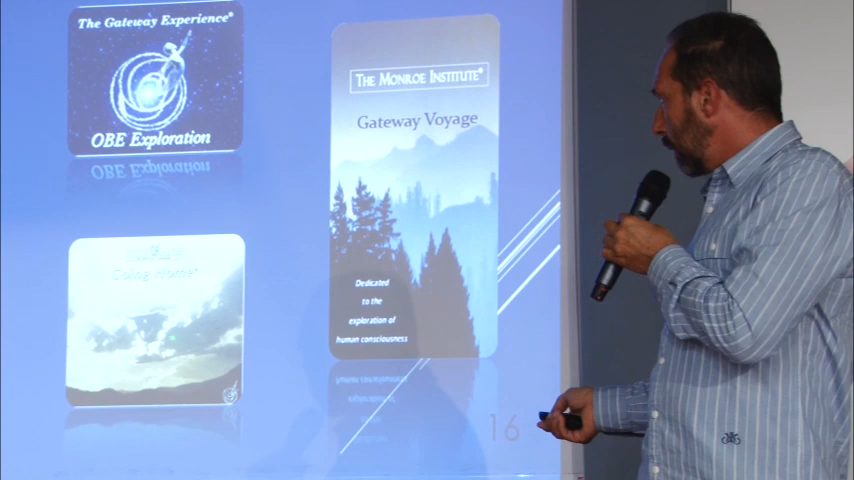 The Gateway Experience®
OBE Exploration
THE MONROE INSTITUTE®
Gateway Voyage
Dedicated
to the
exploration of
human consciousness
Going Home®
16